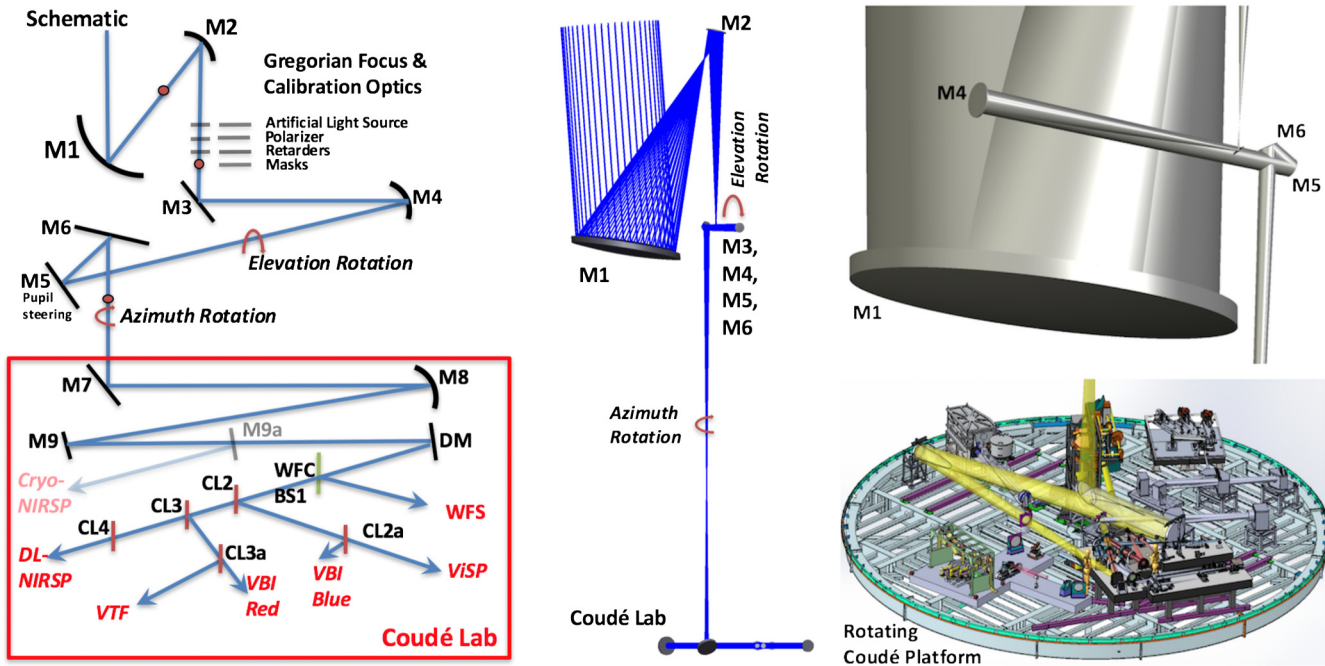 Schematic
M2
Gregorian Focus &
Calibration Optics
Artificial Light Source
Polarizer
Retarders
Masks
M1
M3
M4
M6
Elevation Rotation
M5
Pupil
steering
Azimuth Rotation
M7
M8
M9
M9a
DM
Cryo-
NIRSP
WFC
BS1
CL2
WFS
CL3
CL4
CL2a
DL-
NIRSP
CL3a
VBI
Blue
ViSP
VTF
VBI
Red
Coudé Lab
M2
Elevation
Rotation
M1
M3,
M4,
M5,
M6
Azimuth
Rotation
Coudé Lab
M4
M6
M5
M1
Rotating
Coudé Platform